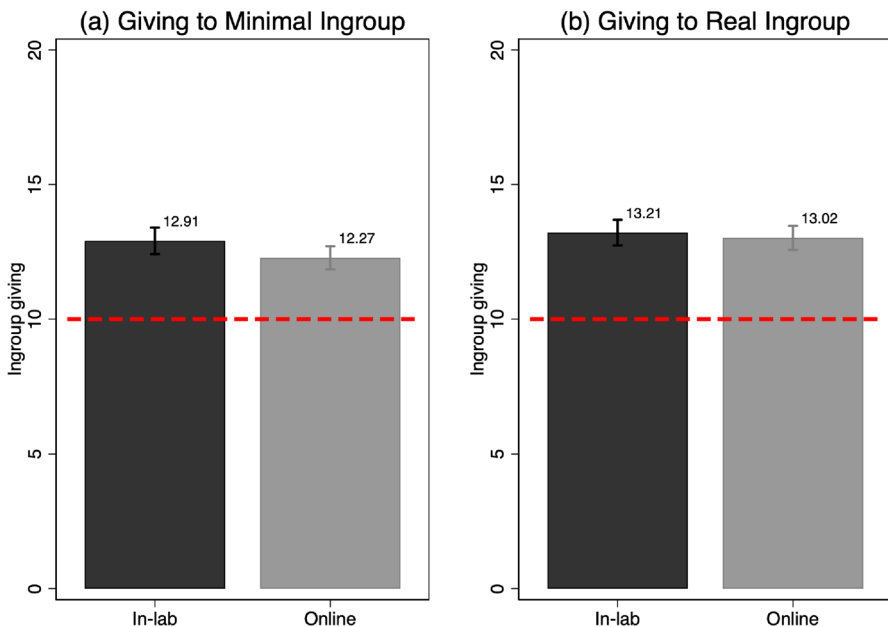 (a) Giving to Minimal Ingroup
Ingroup giving
20
15
10
5
0
12.91
12.27
In-lab
Online
(b) Giving to Real Ingroup
Ingroup giving
20
15
10
5
0
13.21
13.02
In-lab
Online